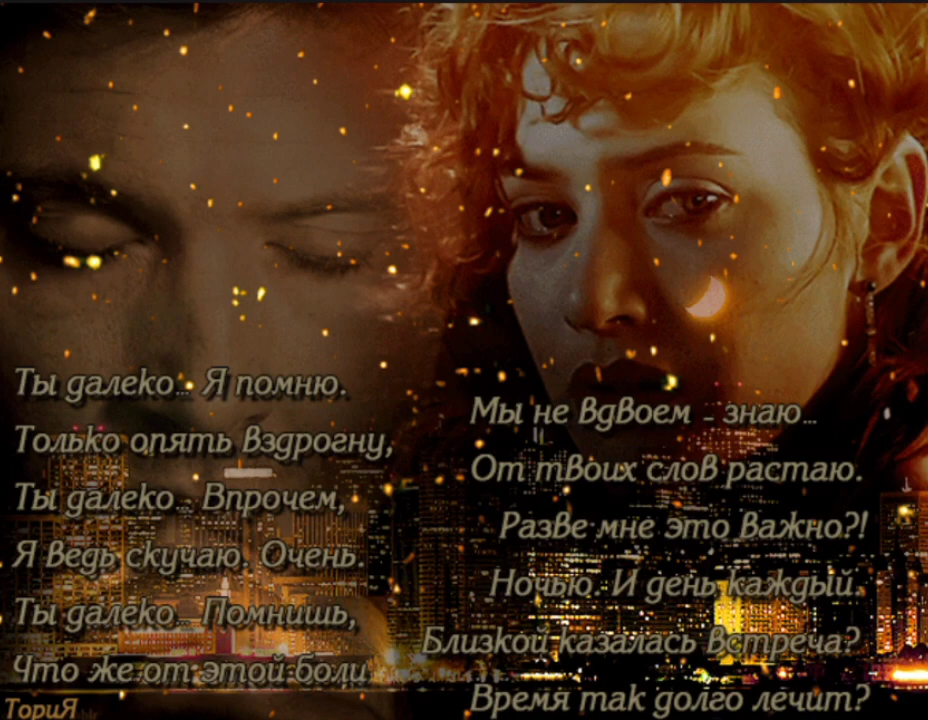 Ты далеко... Я помню.
Только опять вздрогну,
Ты далеко... Впрочем,
Я ведь скучаю. Очень.
Ты далеко... Помнишь,
Что же от этой боли
Мы не вдвоем - знаю...
От твоих слов растаю.
Разве мне это важно?!
Ночью. И день каждый.
Близкой казалась встреча?
Время так долго лечит?
ТориЯ